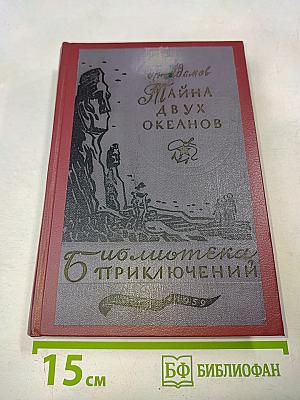 Адамов
ТАЙНА
ДВУХ
ОКЕАНОВ
БИБЛИОТЕКА
ПРИКЛЮЧЕНИЙ
1959
15 см
БФ БИБЛИОФАН